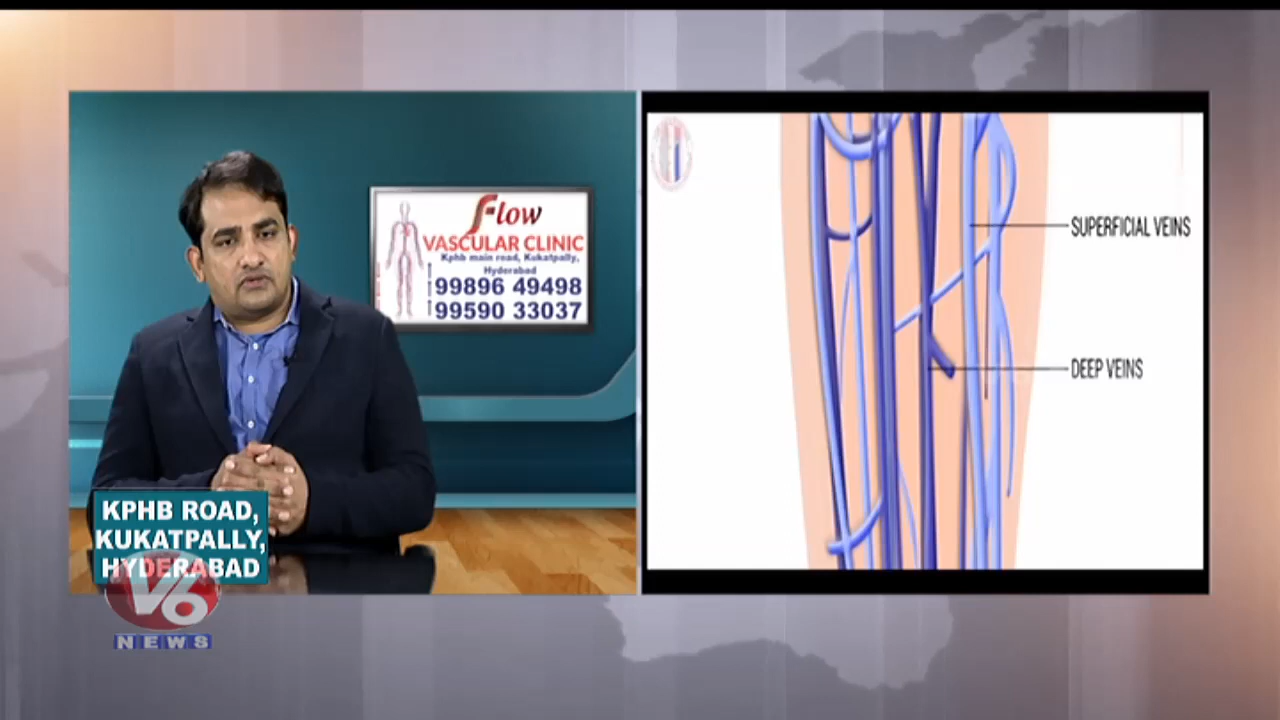 Flow
VASCULAR CLINIC
Kphb main road, Kukatpally,
Hyderabad
99896 49498
99590 33037
SUPERFICIAL VEINS
DEEP VEINS
KPHB ROAD,
KUKATPALLY,
HYDERABAD
V6
NEWS